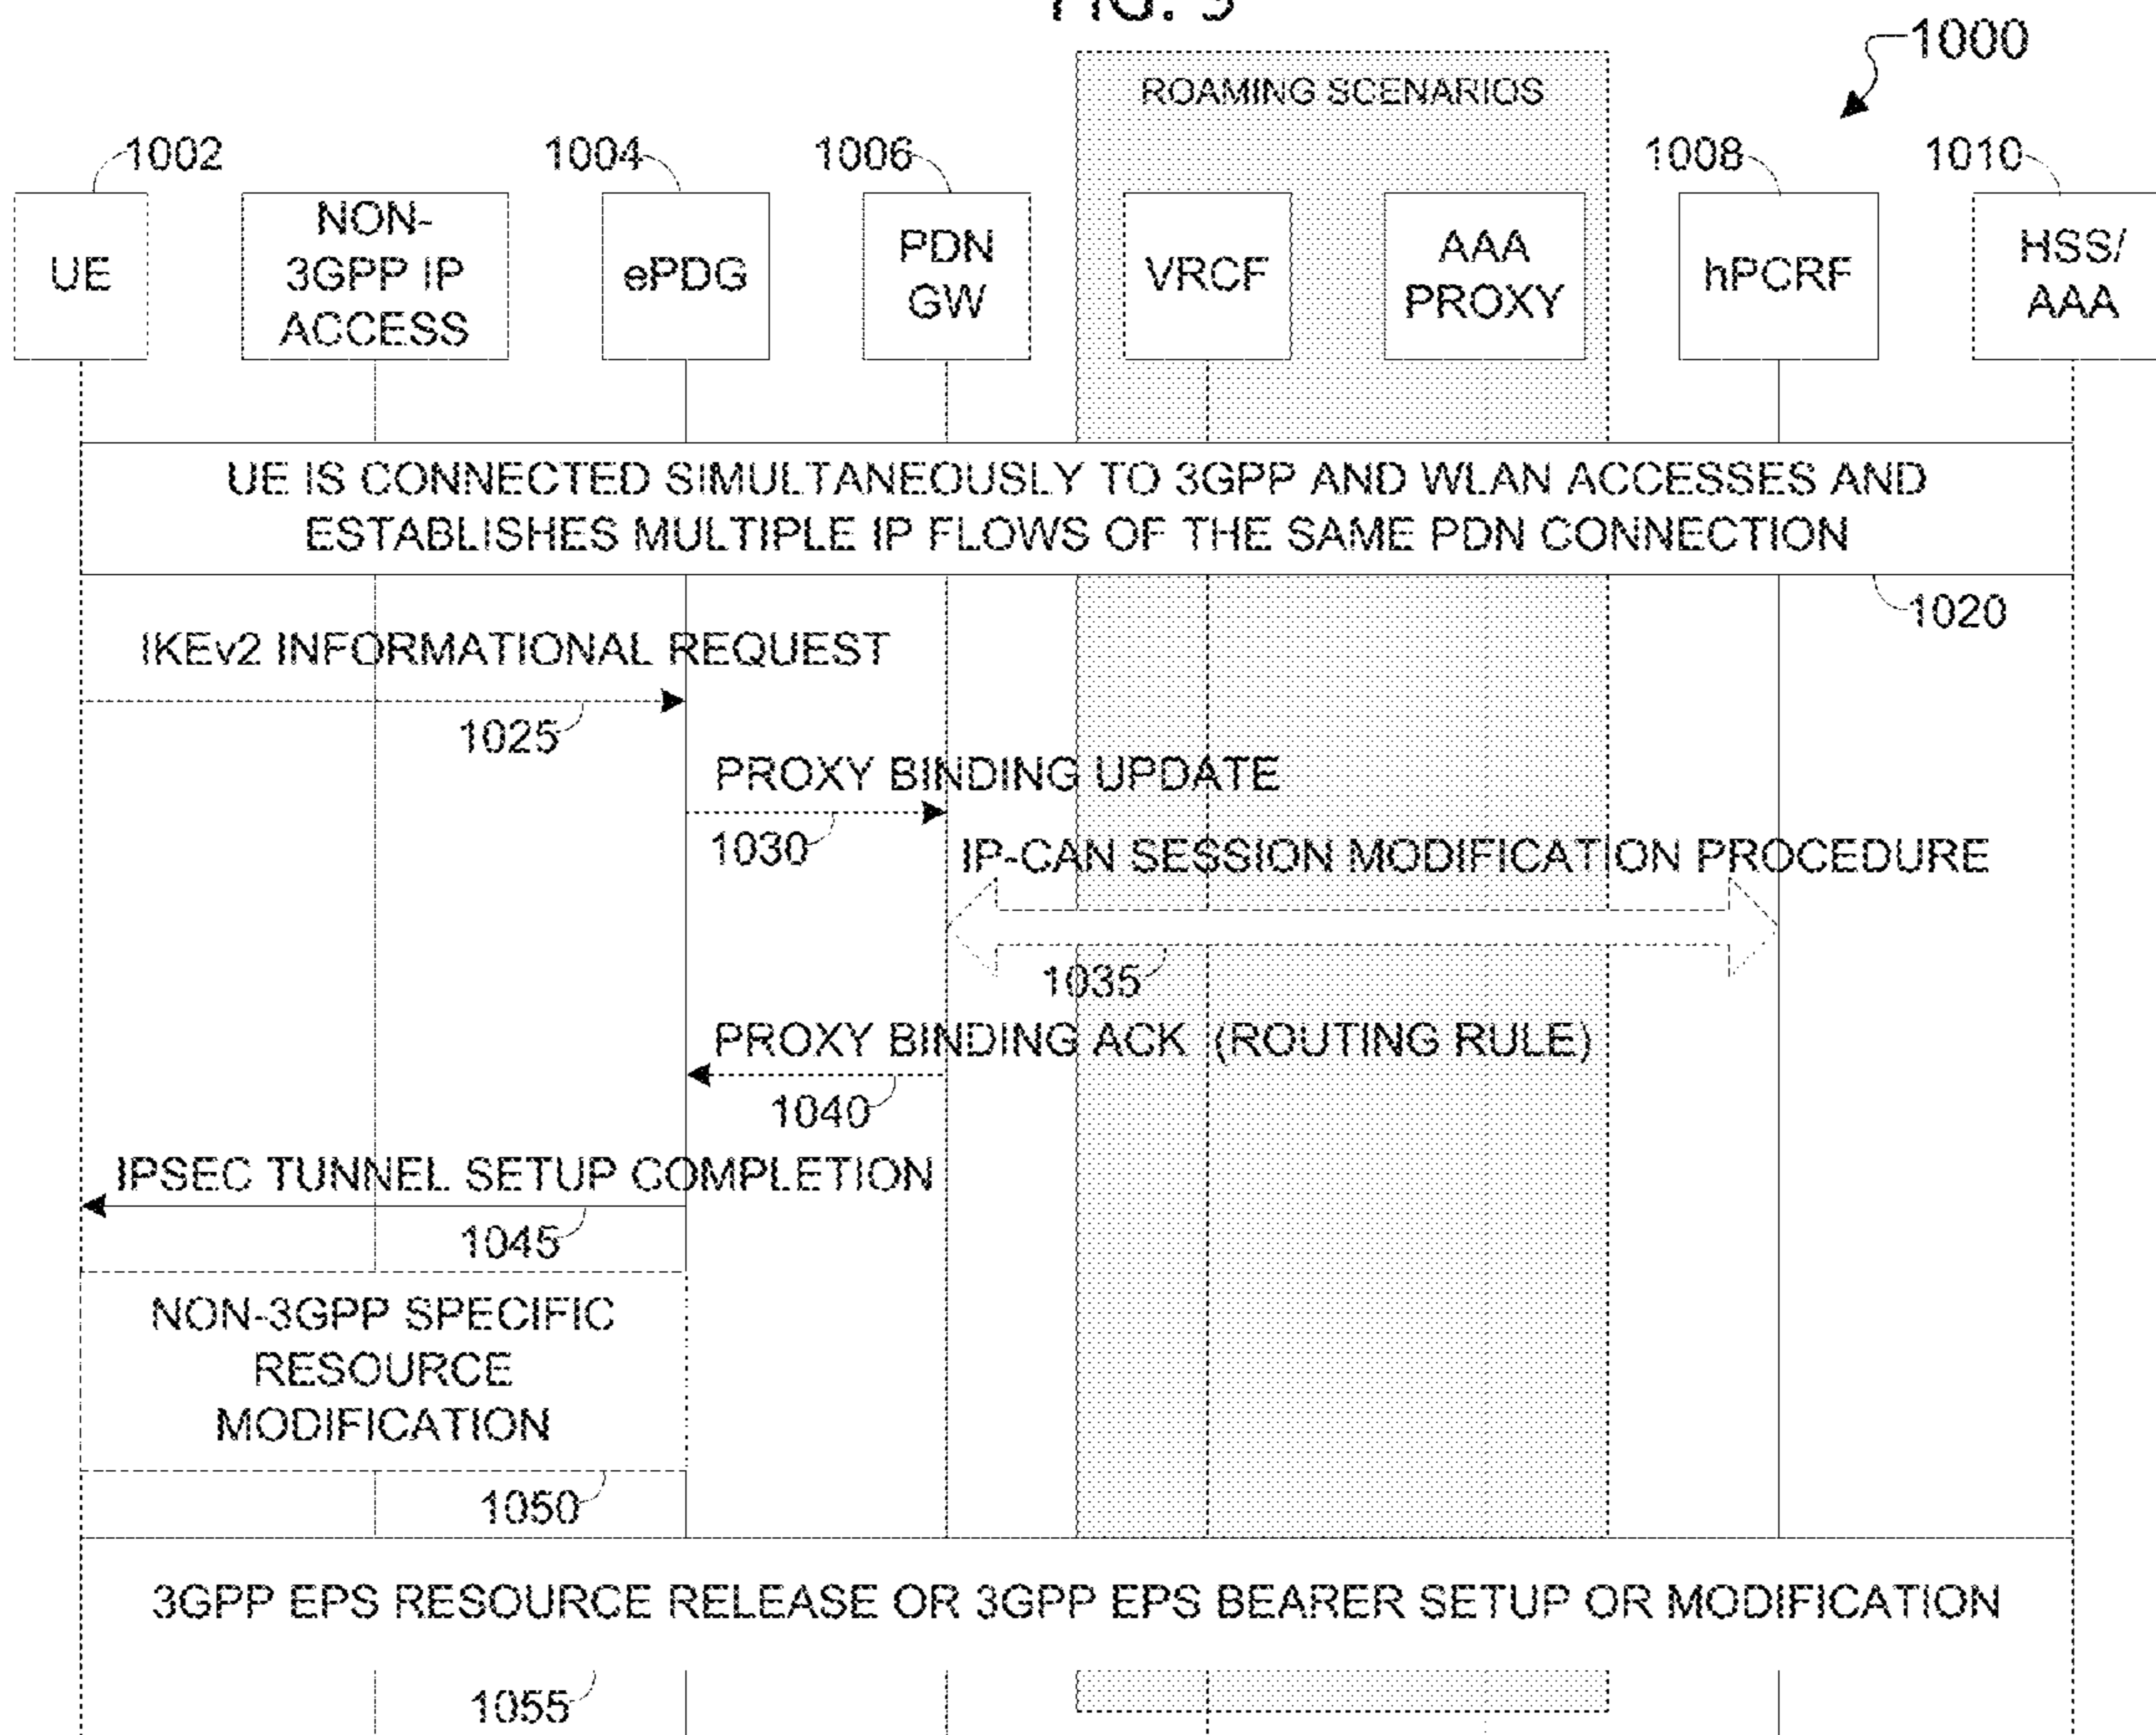 FIG. 9
1000
ROAMING SCENARIOS
1002
1004
1006
1008
1010
UE
NON-
3GPP IP
ACCESS
ePDG
PDN
GW
VRCF
AAA
PROXY
hPCRF
HSS/
AAA
UE IS CONNECTED SIMULTANEOUSLY TO 3GPP AND WLAN ACCESSES AND
ESTABLISHES MULTIPLE IP FLOWS OF THE SAME PDN CONNECTION
1020
IKEv2 INFORMATIONAL REQUEST
1025
PROXY BINDING UPDATE
1030
IP-CAN SESSION MODIFICATION PROCEDURE
1035
PROXY BINDING ACK (ROUTING RULE)
1040
IPSEC TUNNEL SETUP COMPLETION
1045
NON-3GPP SPECIFIC
RESOURCE
MODIFICATION
1050
3GPP EPS RESOURCE RELEASE OR 3GPP EPS BEARER SETUP OR MODIFICATION
1055